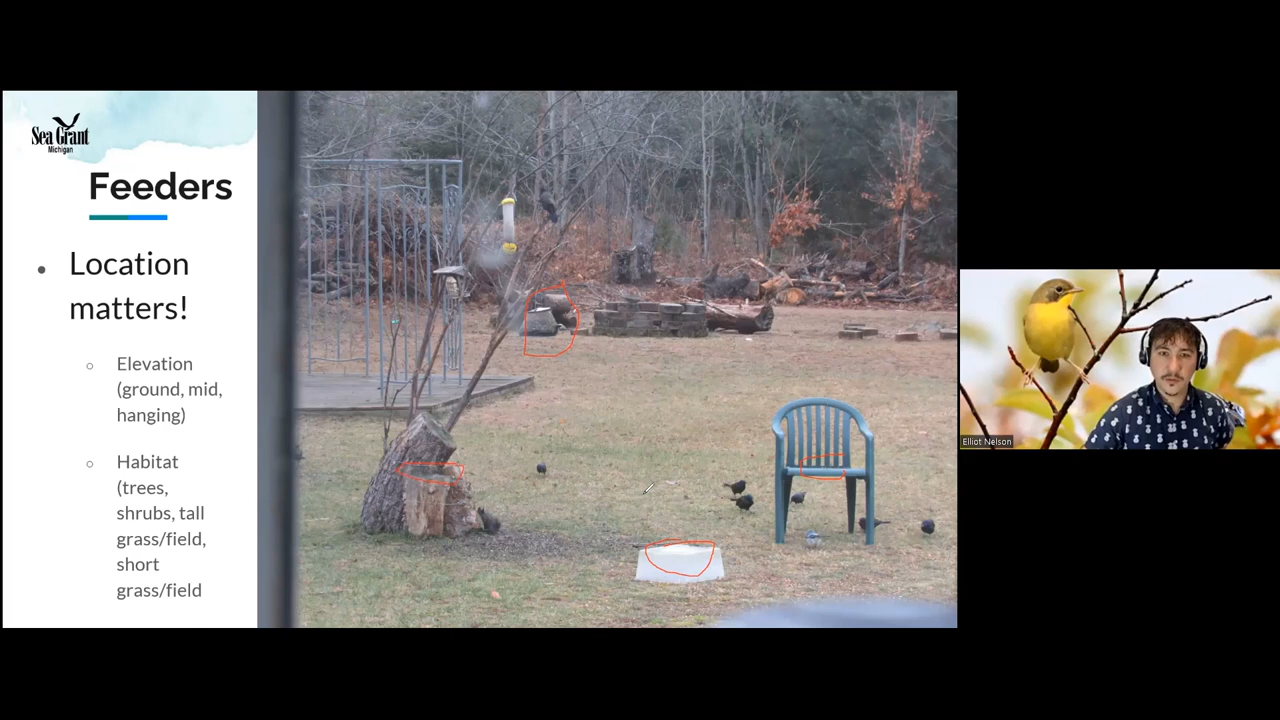 Sea Grant
Michigan
Feeders
Location
matters!
Elevation
(ground, mid,
hanging)
Habitat
(trees,
shrubs, tall
grass/field,
short
grass/field
Elliot Nelson